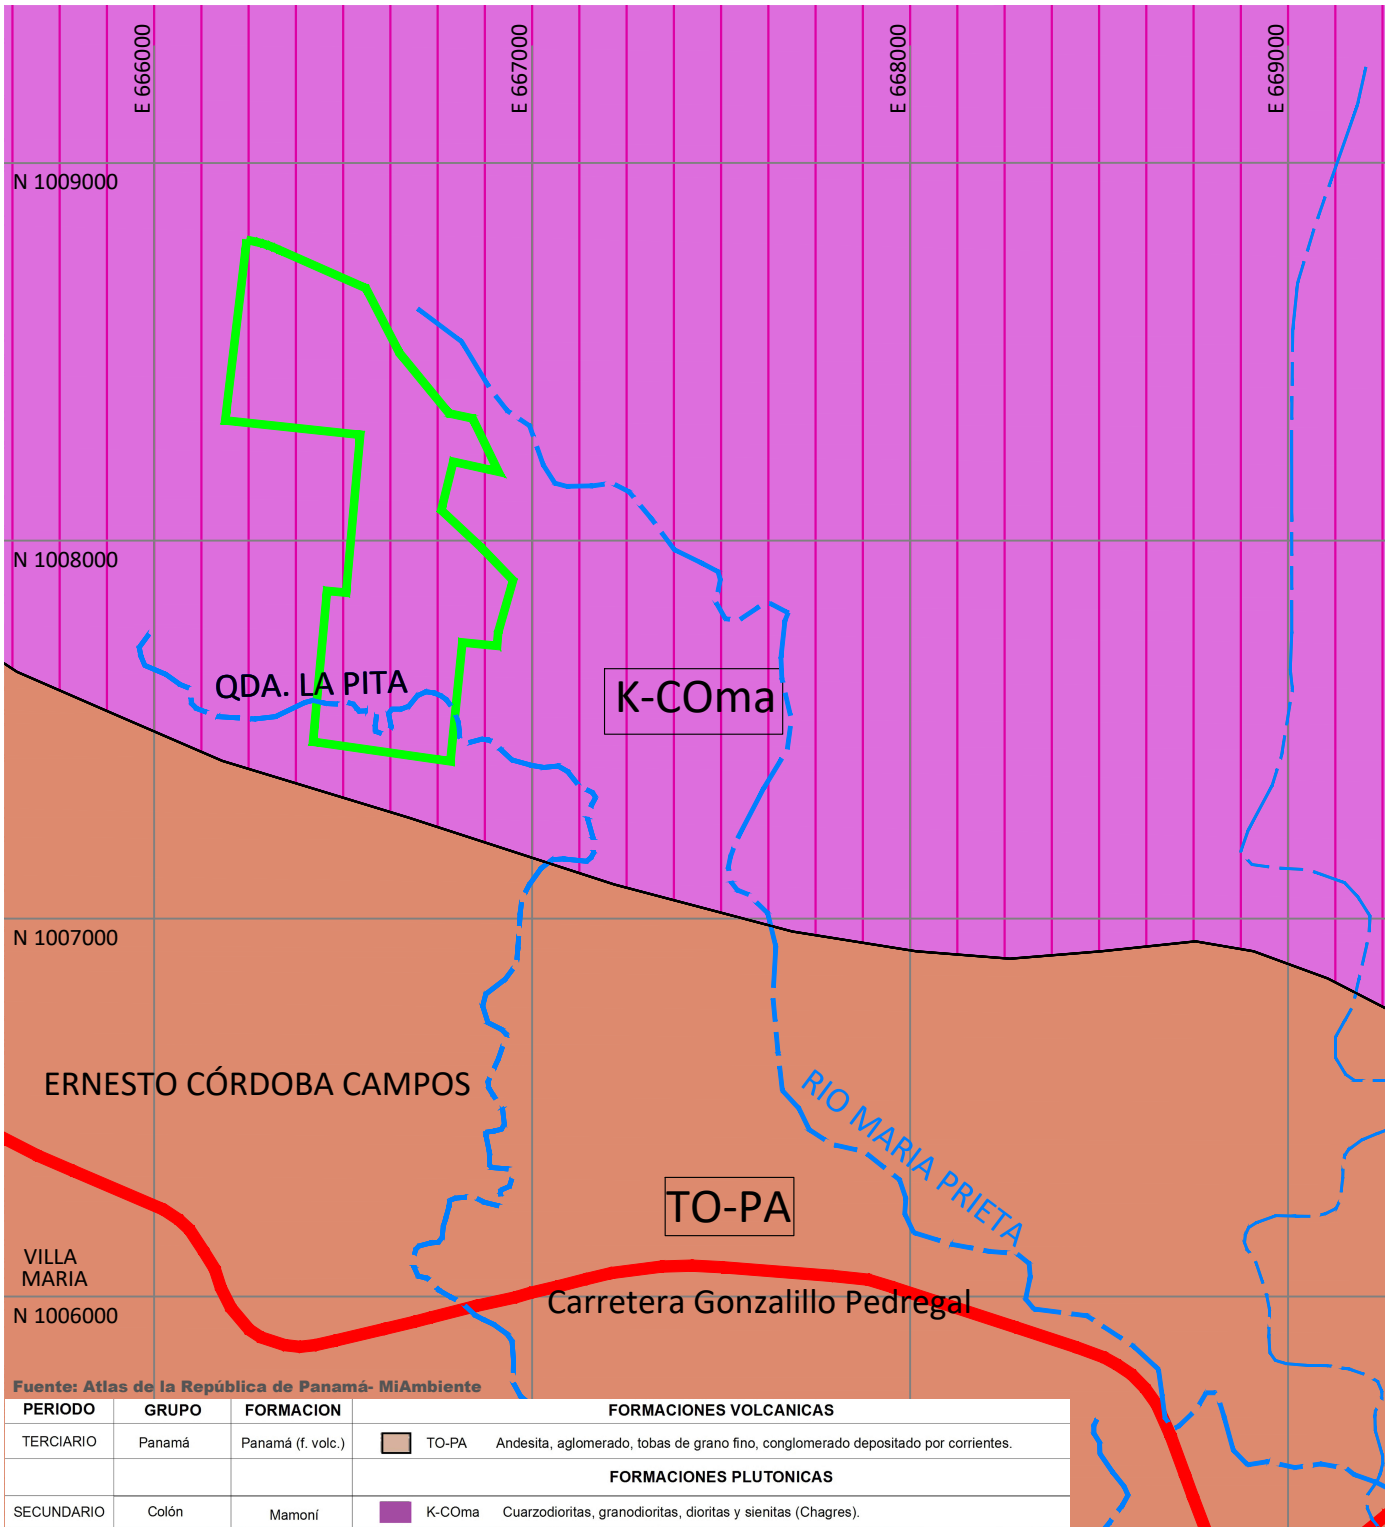 E 666000
E 667000
E 668000
E 669000
N 1009000
N 1008000
QDA. LA PITA
K-COma
N 1007000
ERNESTO CÓRDOBA CAMPOS
RIO MARIA PRIETA
TO-PA
VILLA
MARIA
Carretera Gonzalillo Pedregal
N 1006000
Fuente: Atlas de la República de Panamá- MiAmbiente
PERIODO GRUPO FORMACION FORMACIONES VOLCANICAS
TERCIARIO Panamá Panamá (f. volc.) TO-PA Andesita, aglomerado, tobas de grano fino, conglomerado depositado por corrientes.
FORMACIONES PLUTONICAS
SECUNDARIO Colón Mamoní K-COma Cuarzodioritas, granodioritas, dioritas y sienitas (Chagres).